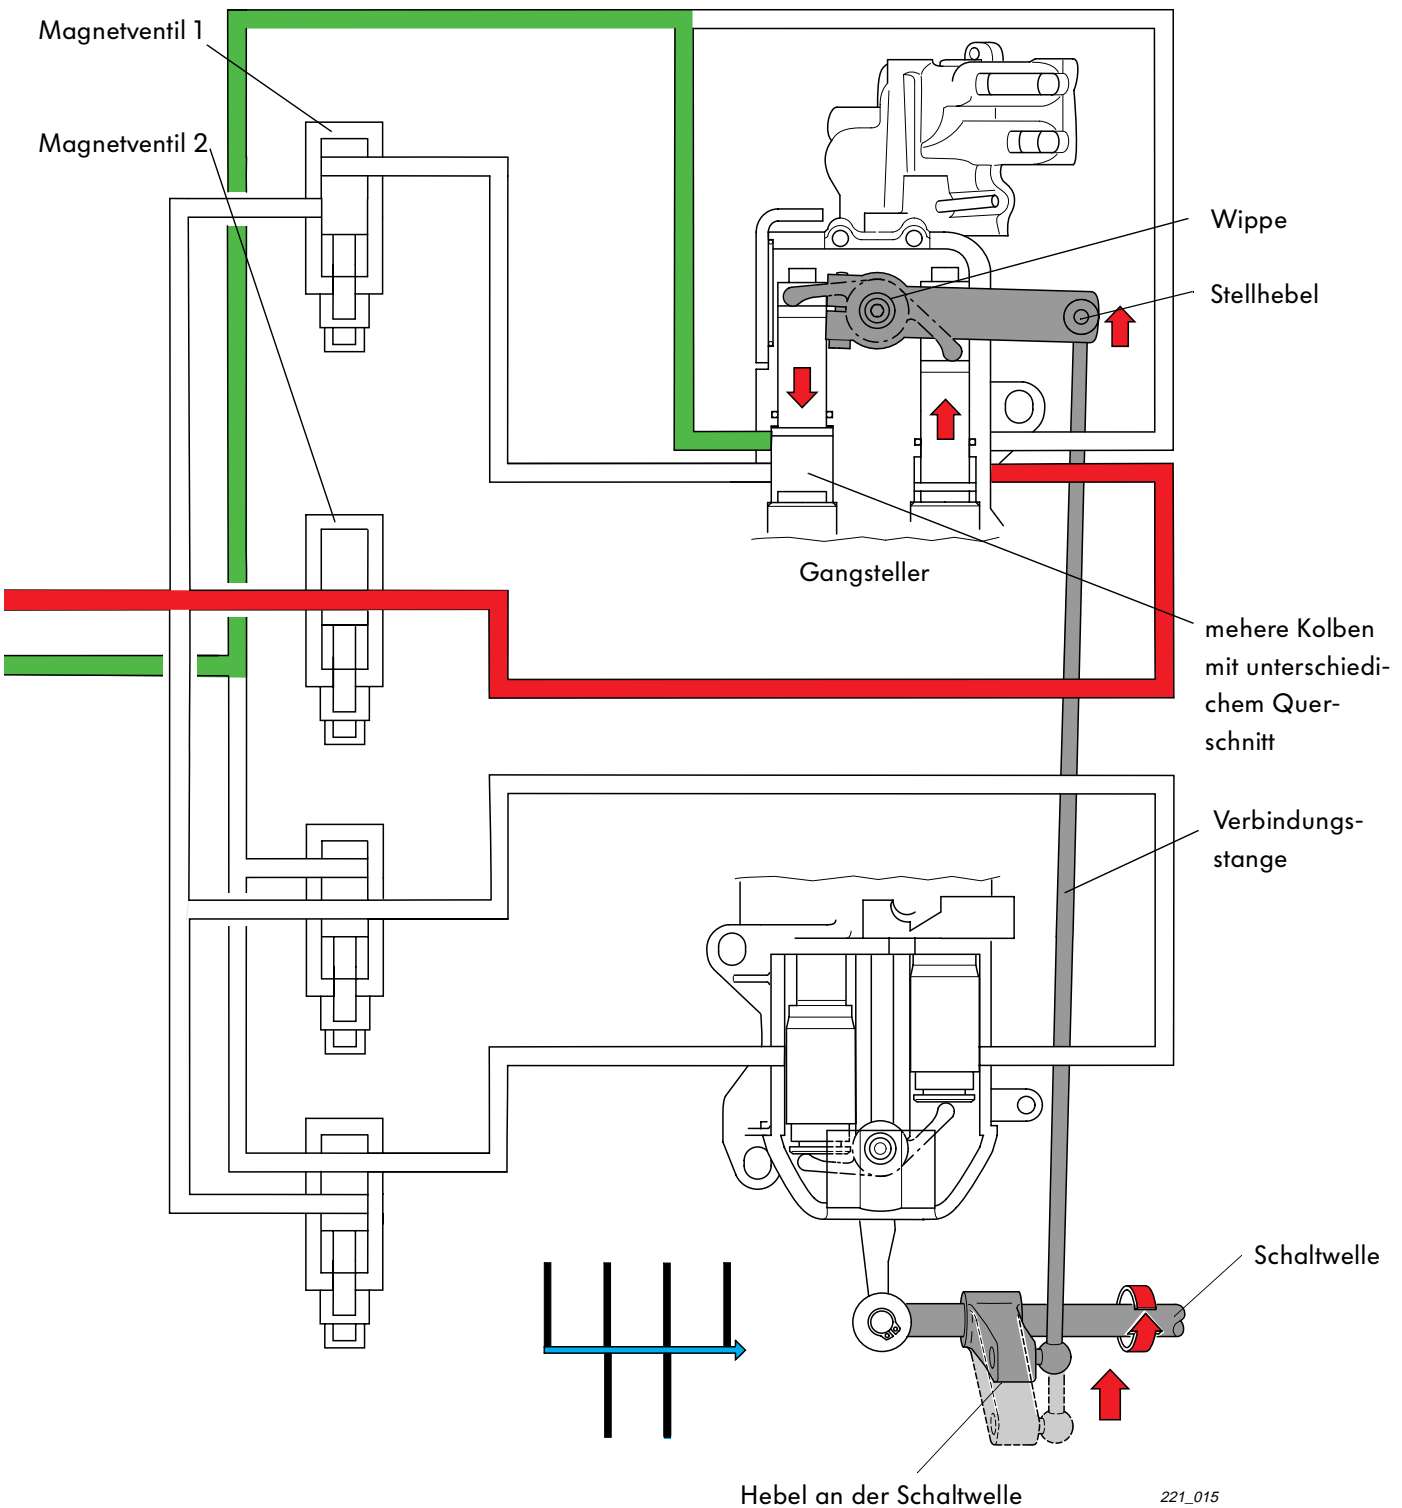 Magnetventil 1
Magnetventil 2
Wippe
Stellhebel
Gangsteller
mehere Kolben
mit unterschiedi-
chem Quer-
schnitt
Verbindungs-
stange
Schaltwelle
Hebel an der Schaltwelle
221_015